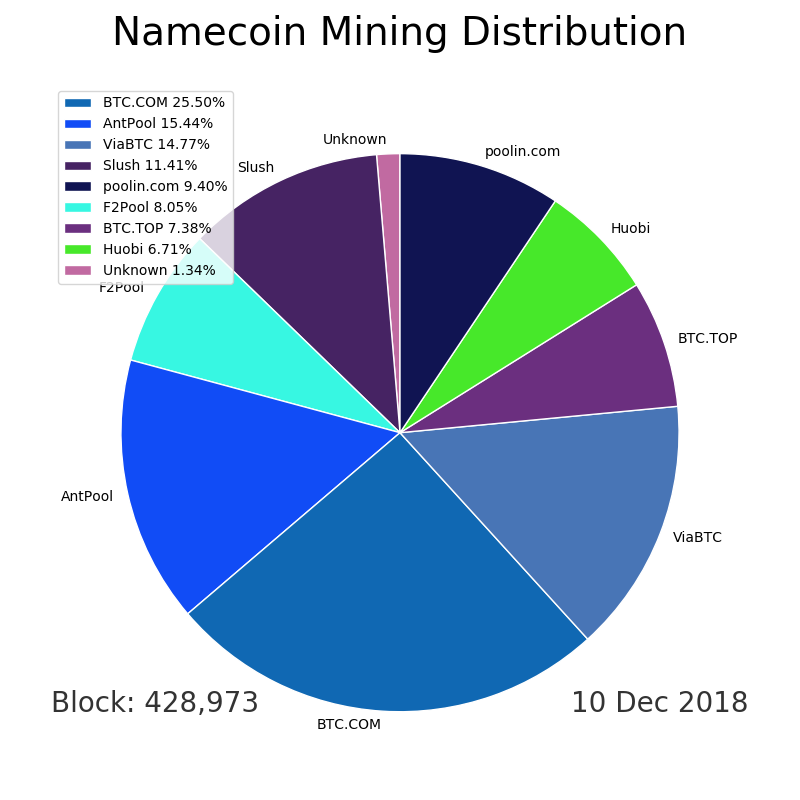 Namecoin Mining Distribution
BTC.COM 25.50%
AntPool 15.44%
ViaBTC 14.77%
Slush 11.41%
poolin.com 9.40%
F2Pool 8.05%
BTC.TOP 7.38%
Huobi 6.71%
Unknown 1.34%
Unknown
poolin.com
Slush
Huobi
F2Pool
BTC.TOP
AntPool
ViaBTC
Block: 428,973
10 Dec 2018
BTC.COM